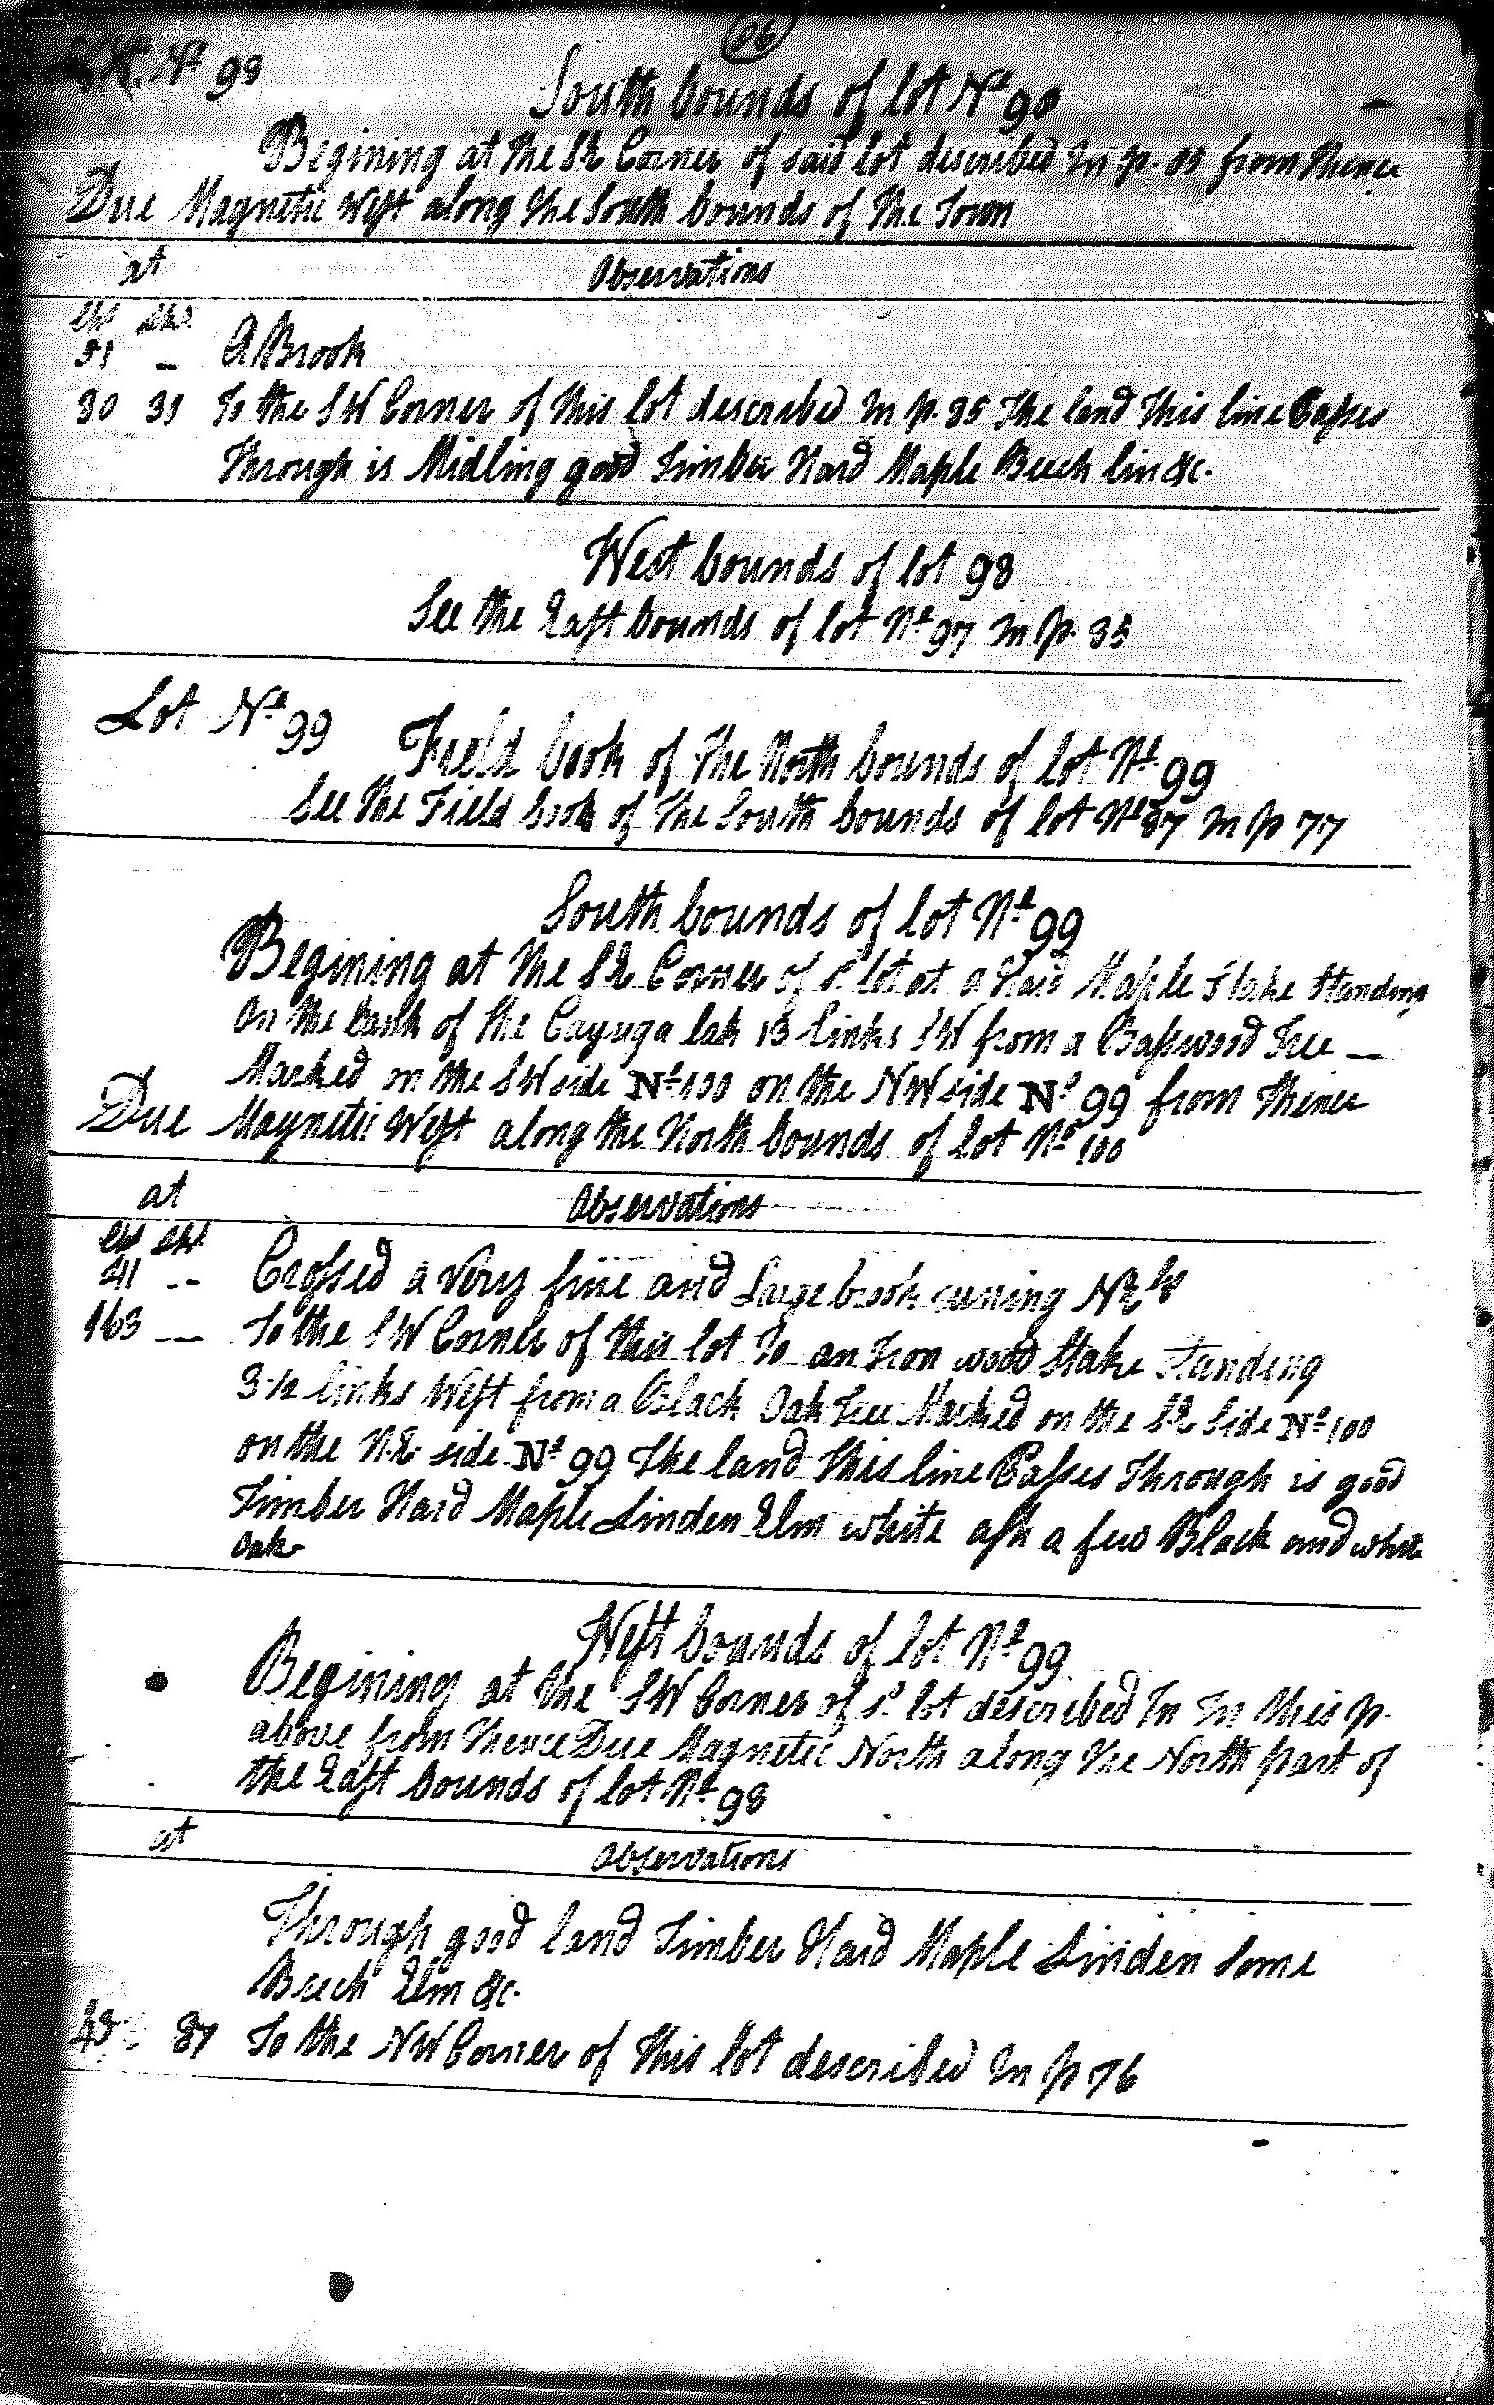 Lot Nº 98
South bounds of lot Nº 98
Begining at the SE Corner of said lot described In p. from thence
Due Magnetic West along the South bounds of the Town
at Observations
Chs Lks
51 – A Brook
80 39 To the SW Corner of this lot described In p. 85 The land this line Passes
Through is Midling good Timber Hard Maple Beech lin &c.
West bounds of lot 98
See the East bounds of lot Nº 97 In p. 85
Lot Nº 99
Field book of the North bounds of lot Nº 99
See the Field book of the South bounds of lot Nº 87 In p 77
South bounds of lot Nº 99
Begining at the SE Corner of sd. lot at a Hard Maple Stake Standing
On the bank of the Cayuga lak 13 links SW from a Basswood Tree —
Marked on the SW side Nº 100 on the NW side Nº 99 from thence
Due Magnetic West along the North bounds of lot Nº 100
at Observations
Chs Lks
41 -- Crossed a very fine and Large brook runing NEly
163 — To the SW Corner of this lot To an Iron wood Stake Standing
3½ links West from a Black Oak Tree Marked on the SE Side Nº 100
on the N.E. side Nº 99 The land this line Passes Through is good
Timber Hard Maple Linden Elm white ash a few Black and white
Oak
West bounds of lot Nº 99
Begining at the SW Corner of sd. lot described In In this p.
above from thence Due Magnetic North along the North part of
the East bounds of lot Nº 98
at Observations
Through good land Timber Hard Maple Linden Some
Beech Elm &c.
87 To the NW Corner of this lot described In p 76